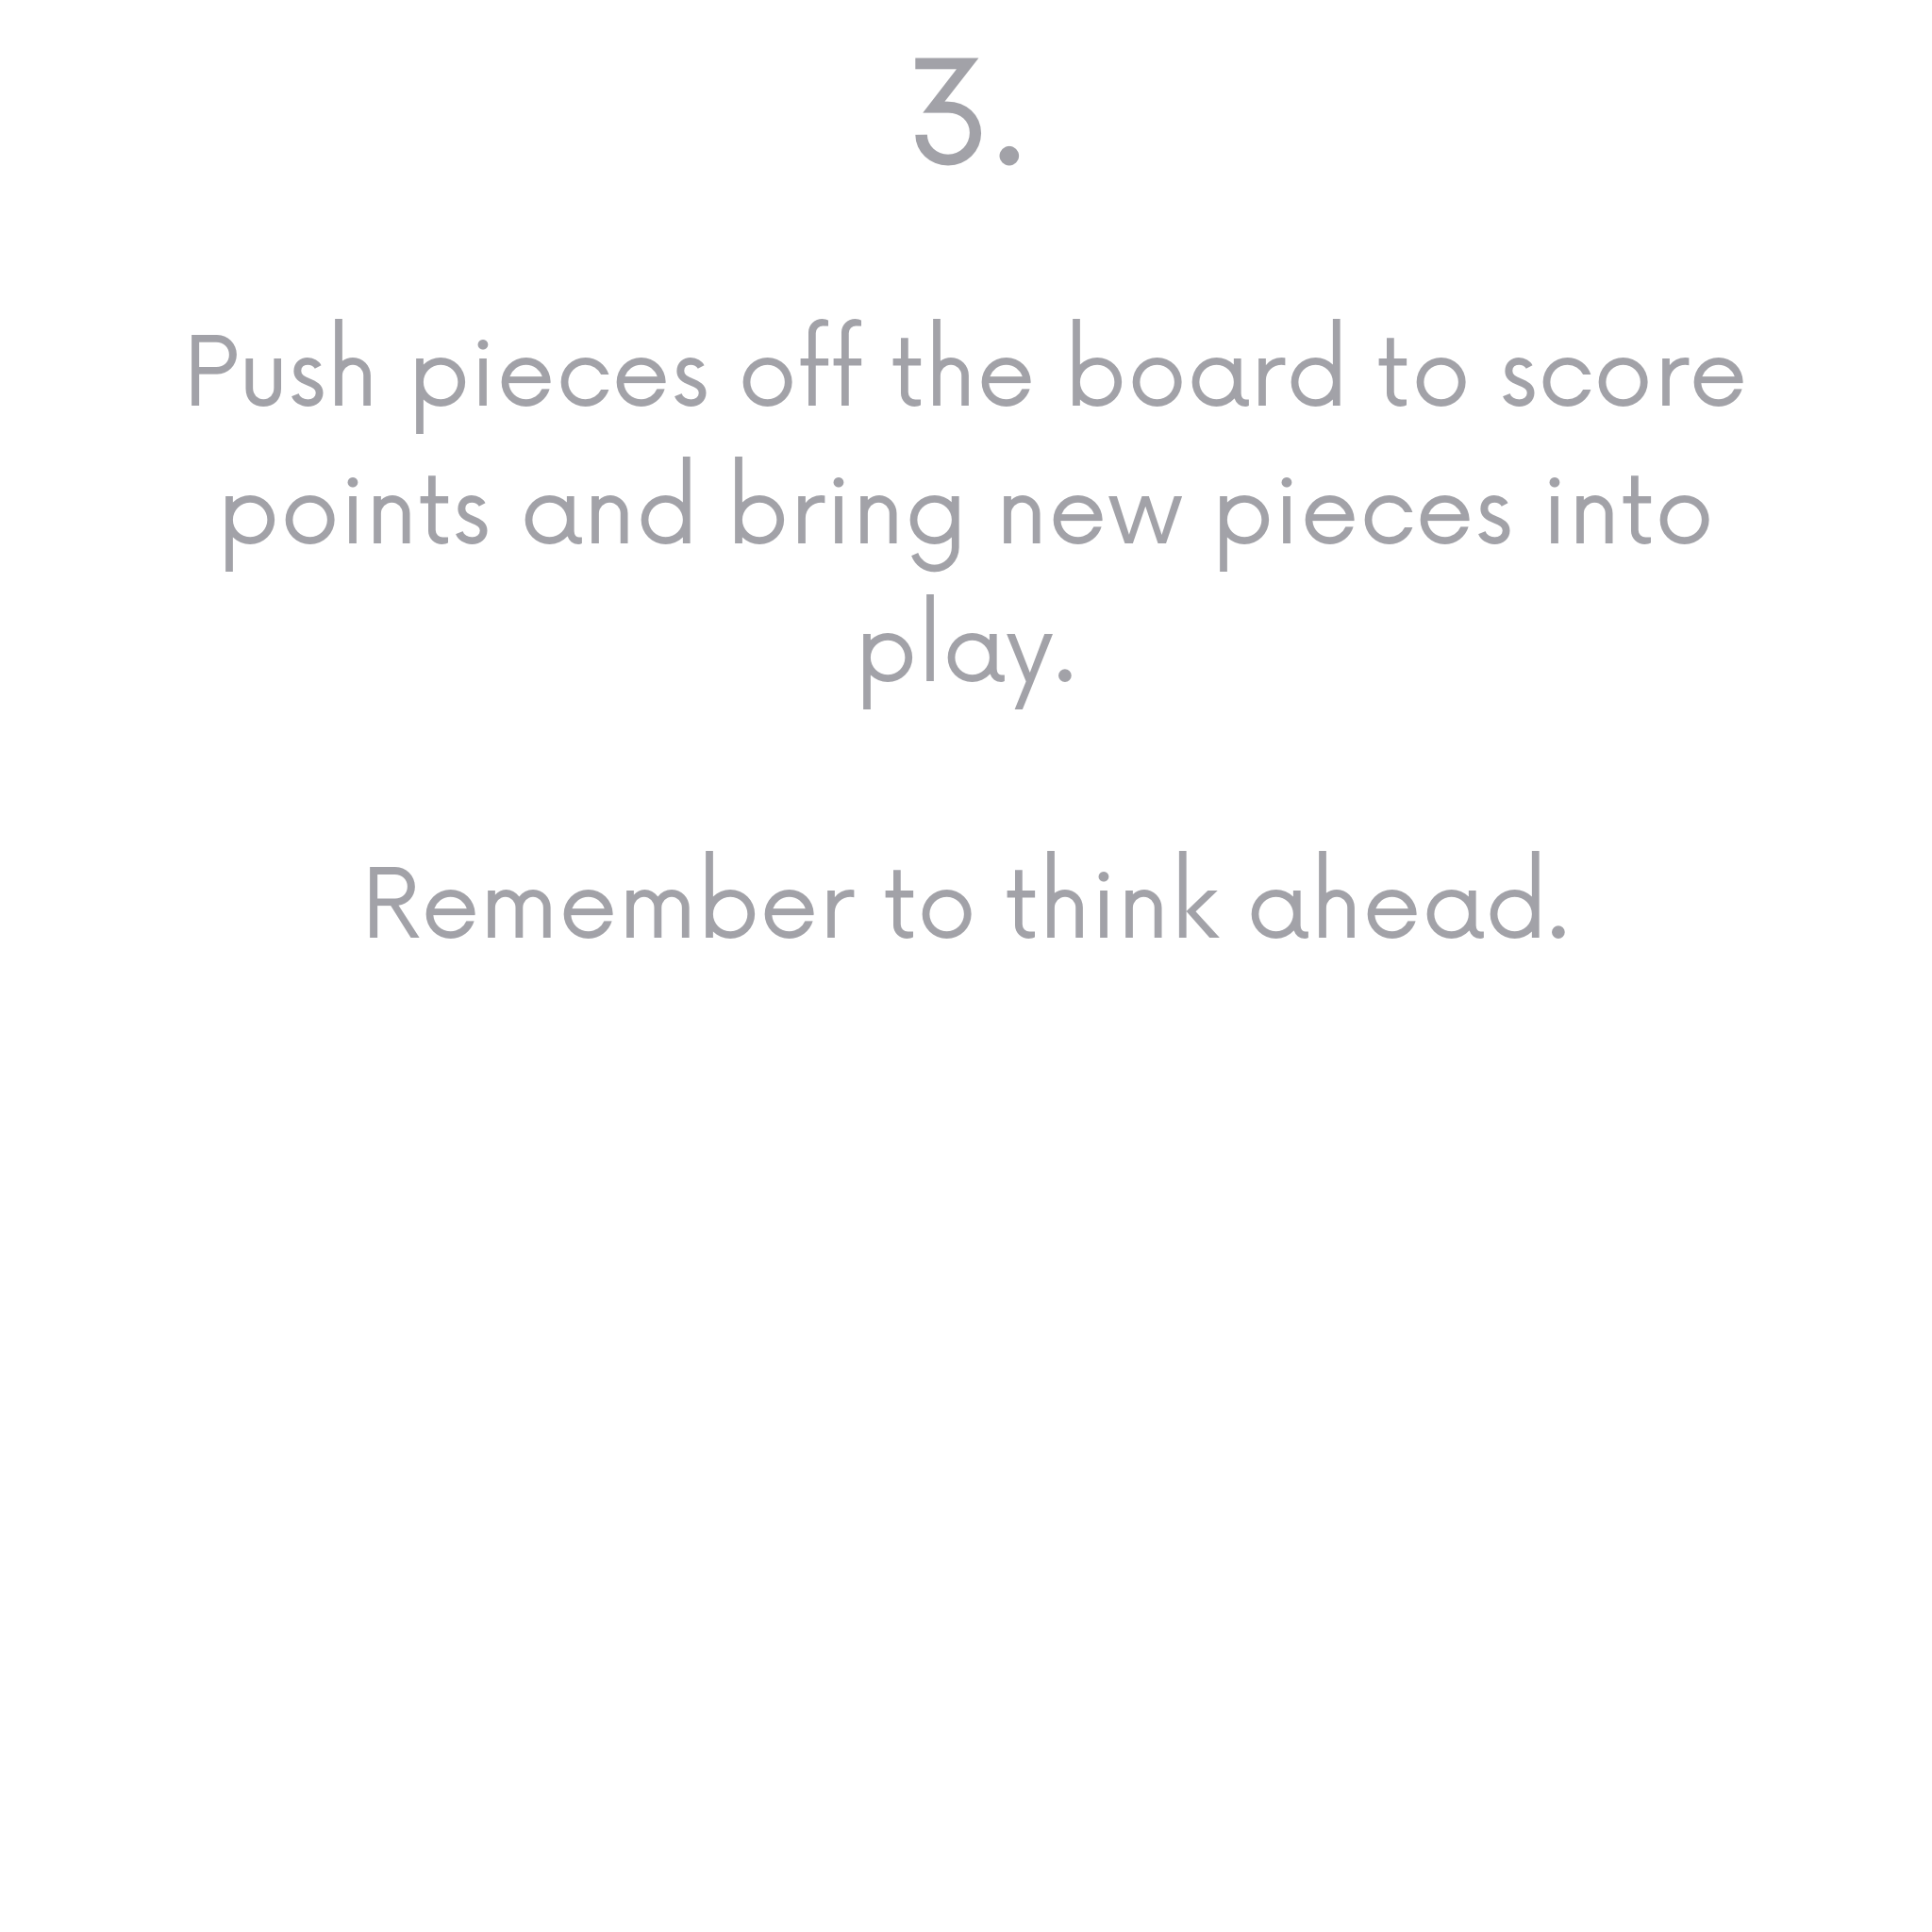 3.
Push pieces off the board to score
points and bring new pieces into
play.
Remember to think ahead.